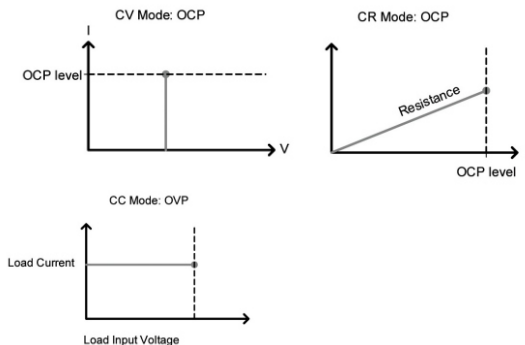 CV Mode: OCP
I
OCP level
V
CR Mode: OCP
Resistance
OCP level
CC Mode: OVP
Load Current
Load Input Voltage